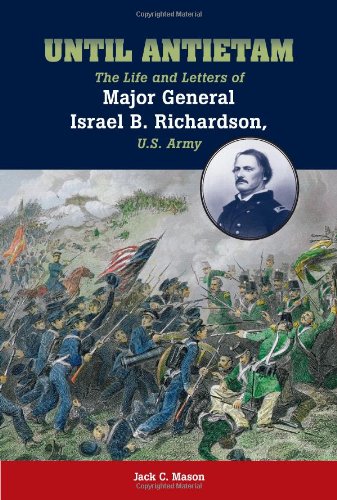 UNTIL ANTIETAM
The Life and Letters of
Major General
Israel B. Richardson,
U.S. Army
Jack C. Mason